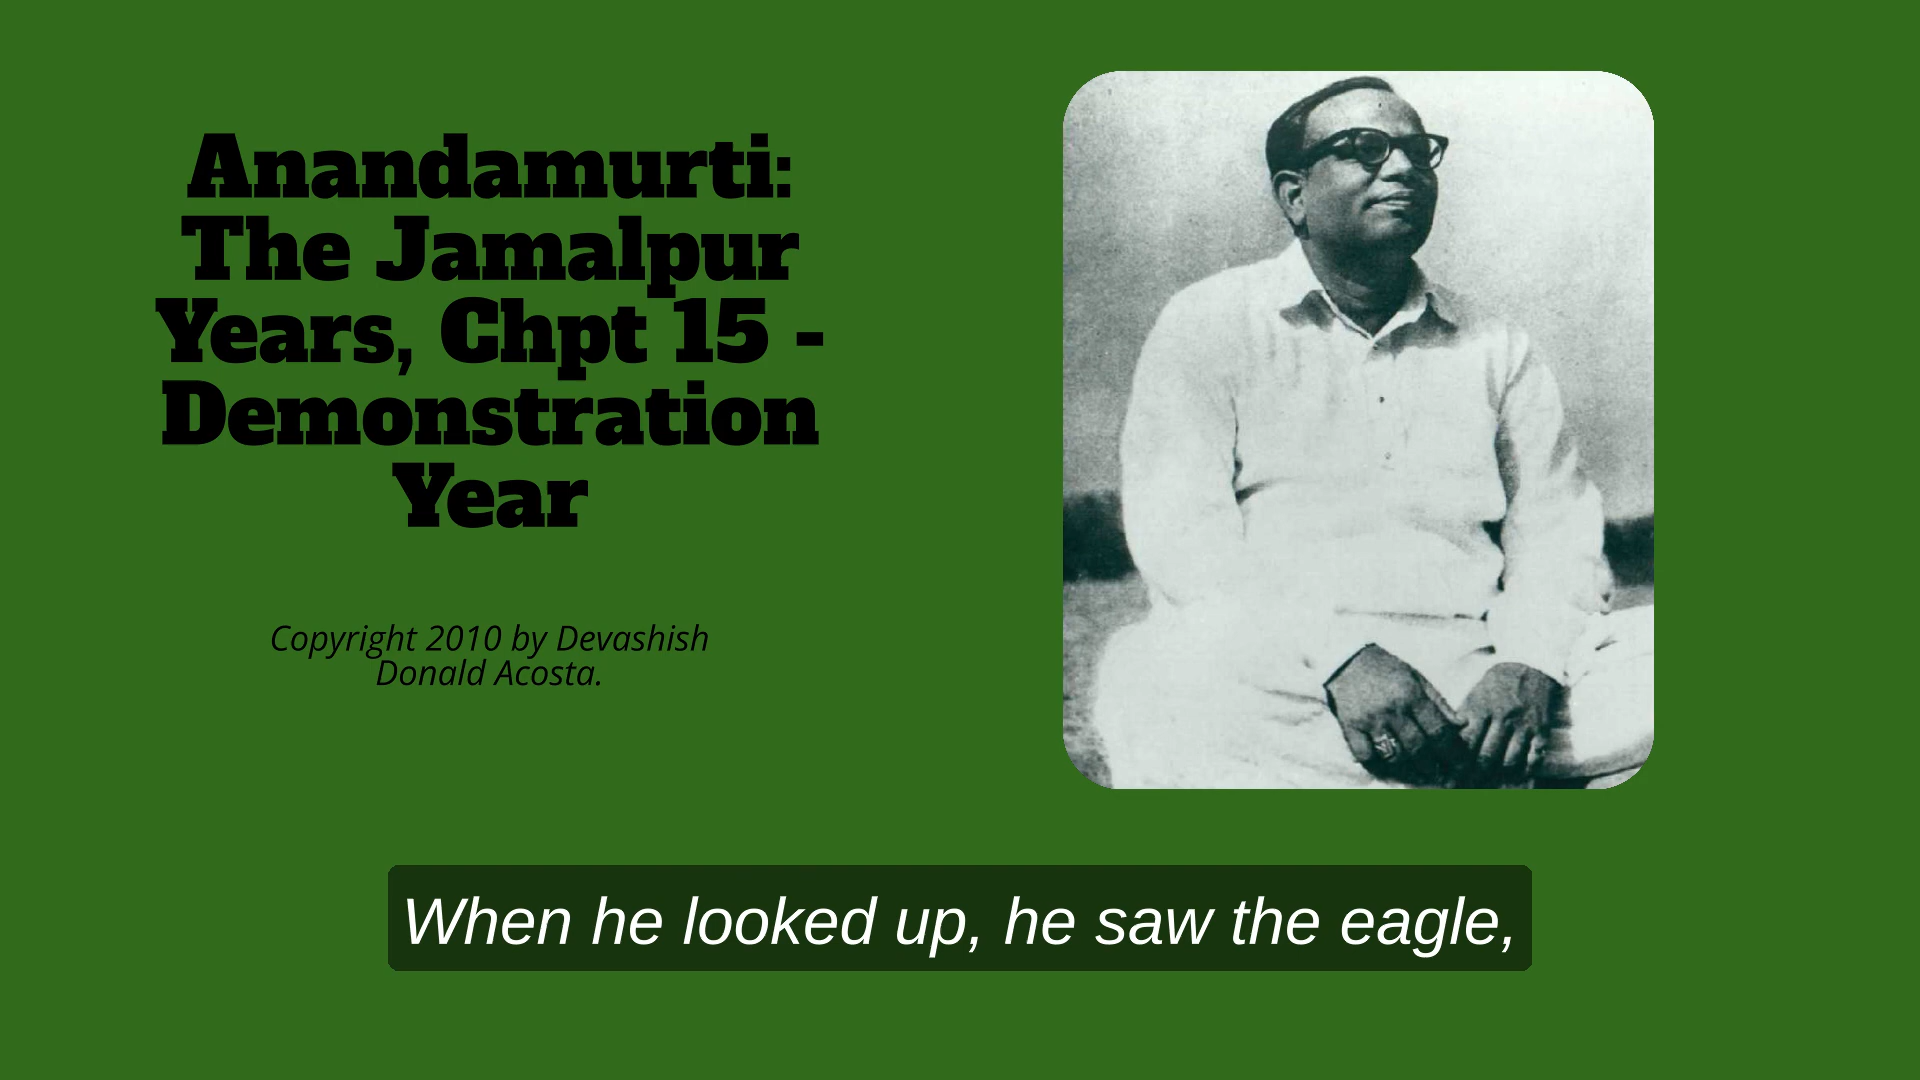 Anandamurti:
The Jamalpur
Years, Chpt 15 -
Demonstration
Year
Copyright 2010 by Devashish
Donald Acosta.
When he looked up, he saw the eagle,